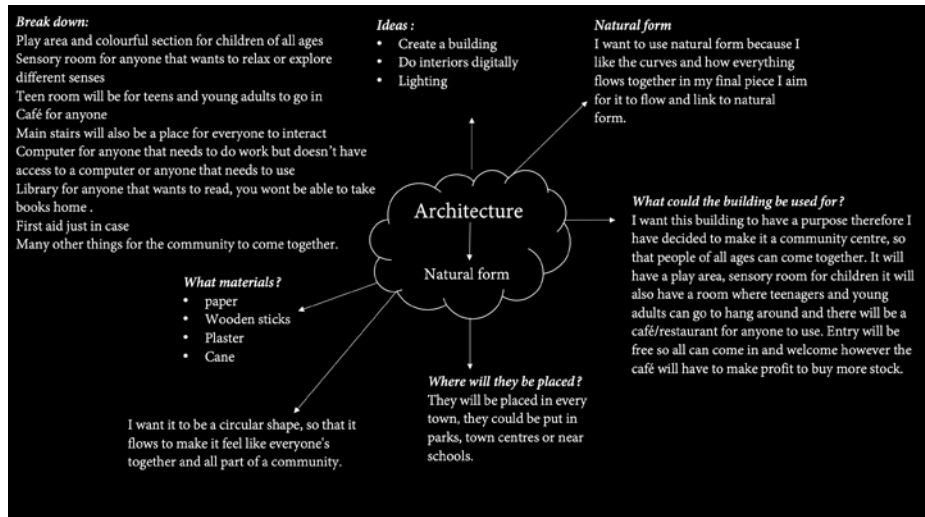 Break down:
Play area and colourful section for children of all ages
Sensory room for anyone that wants to relax or explore
different senses
Teen room will be for teens and young adults to go in
Café for anyone
Main stairs will also be a place for everyone to interact
Computer for anyone that needs to do work but doesn't have
access to a computer or anyone that needs to use
Library for anyone that wants to read, you wont be able to take
books home .
First aid just in case
Many other things for the community to come together.
Ideas :
• Create a building
• Do interiors digitally
• Lighting
Natural form
I want to use natural form because I
like the curves and how everything
flows together in my final piece I aim
for it to flow and link to natural
form.
Architecture
Natural form
What could the building be used for?
I want this building to have a purpose therefore I
have decided to make it a community centre, so
that people of all ages can come together. It will
have a play area, sensory room for children it will
also have a room where teenagers and young
adults can go to hang around and there will be a
café/restaurant for anyone to use. Entry will be
free so all can come in and welcome however the
café will have to make profit to buy more stock.
What materials?
• paper
• Wooden sticks
• Plaster
• Cane
Where will they be placed?
They will be placed in every
town, they could be put in
parks, town centres or near
schools.
I want it to be a circular shape, so that it
flows to make it feel like everyone's
together and all part of a community.